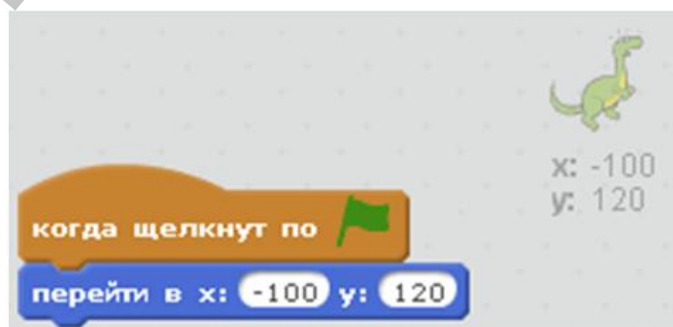 x: -100
y: 120
когда щелкнут по
перейти в x: -100 y: 120